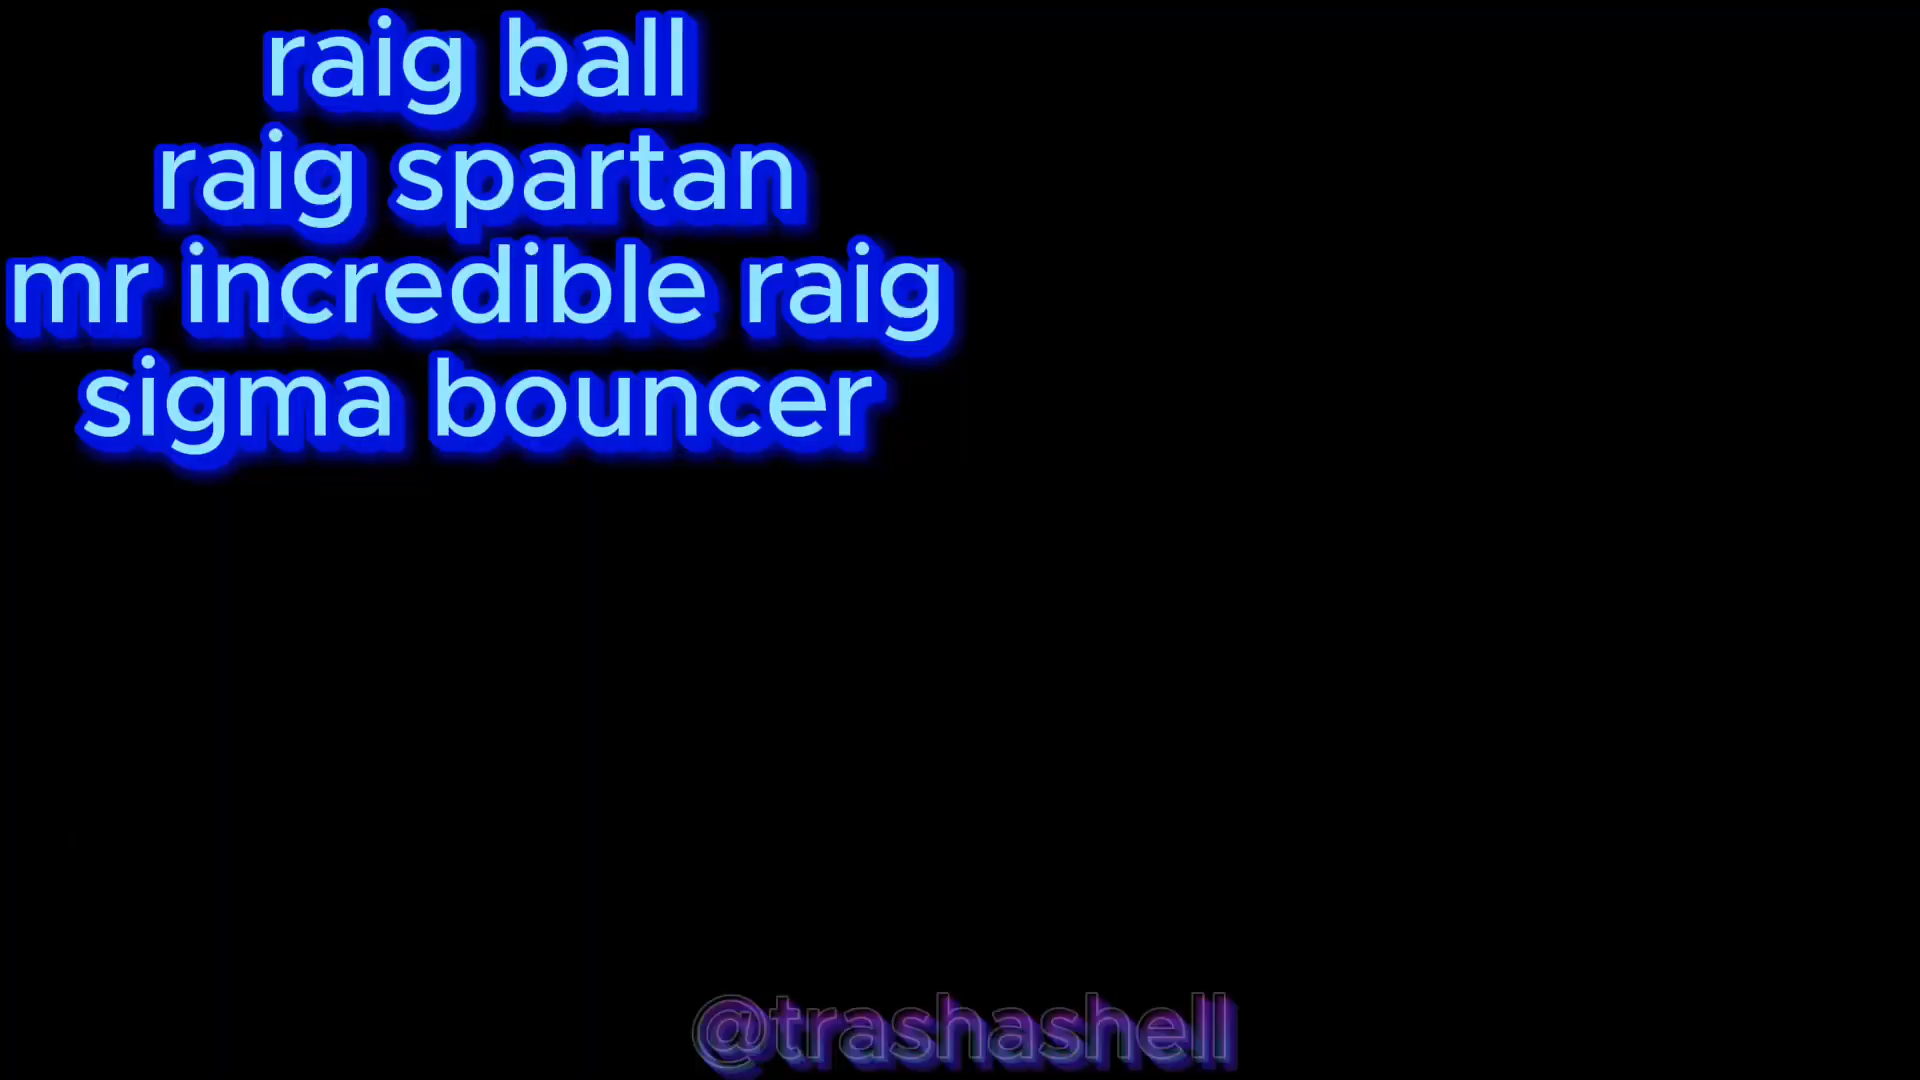 raig ball
raig spartan
mr incredible raig
sigma bouncer
@trashashell